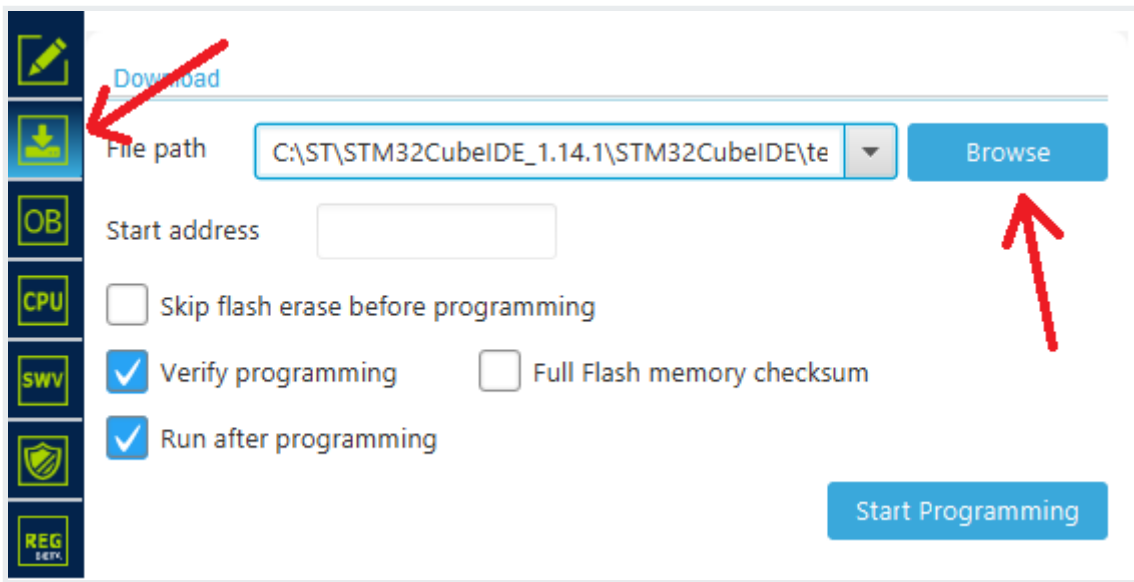 Download
File path
C:\ST\STM32CubeIDE_1.14.1\STM32CubeIDE\te
Browse
OB
Start address
CPU
Skip flash erase before programming
SWV
Verify programming
Full Flash memory checksum
Run after programming
Start Programming
REG